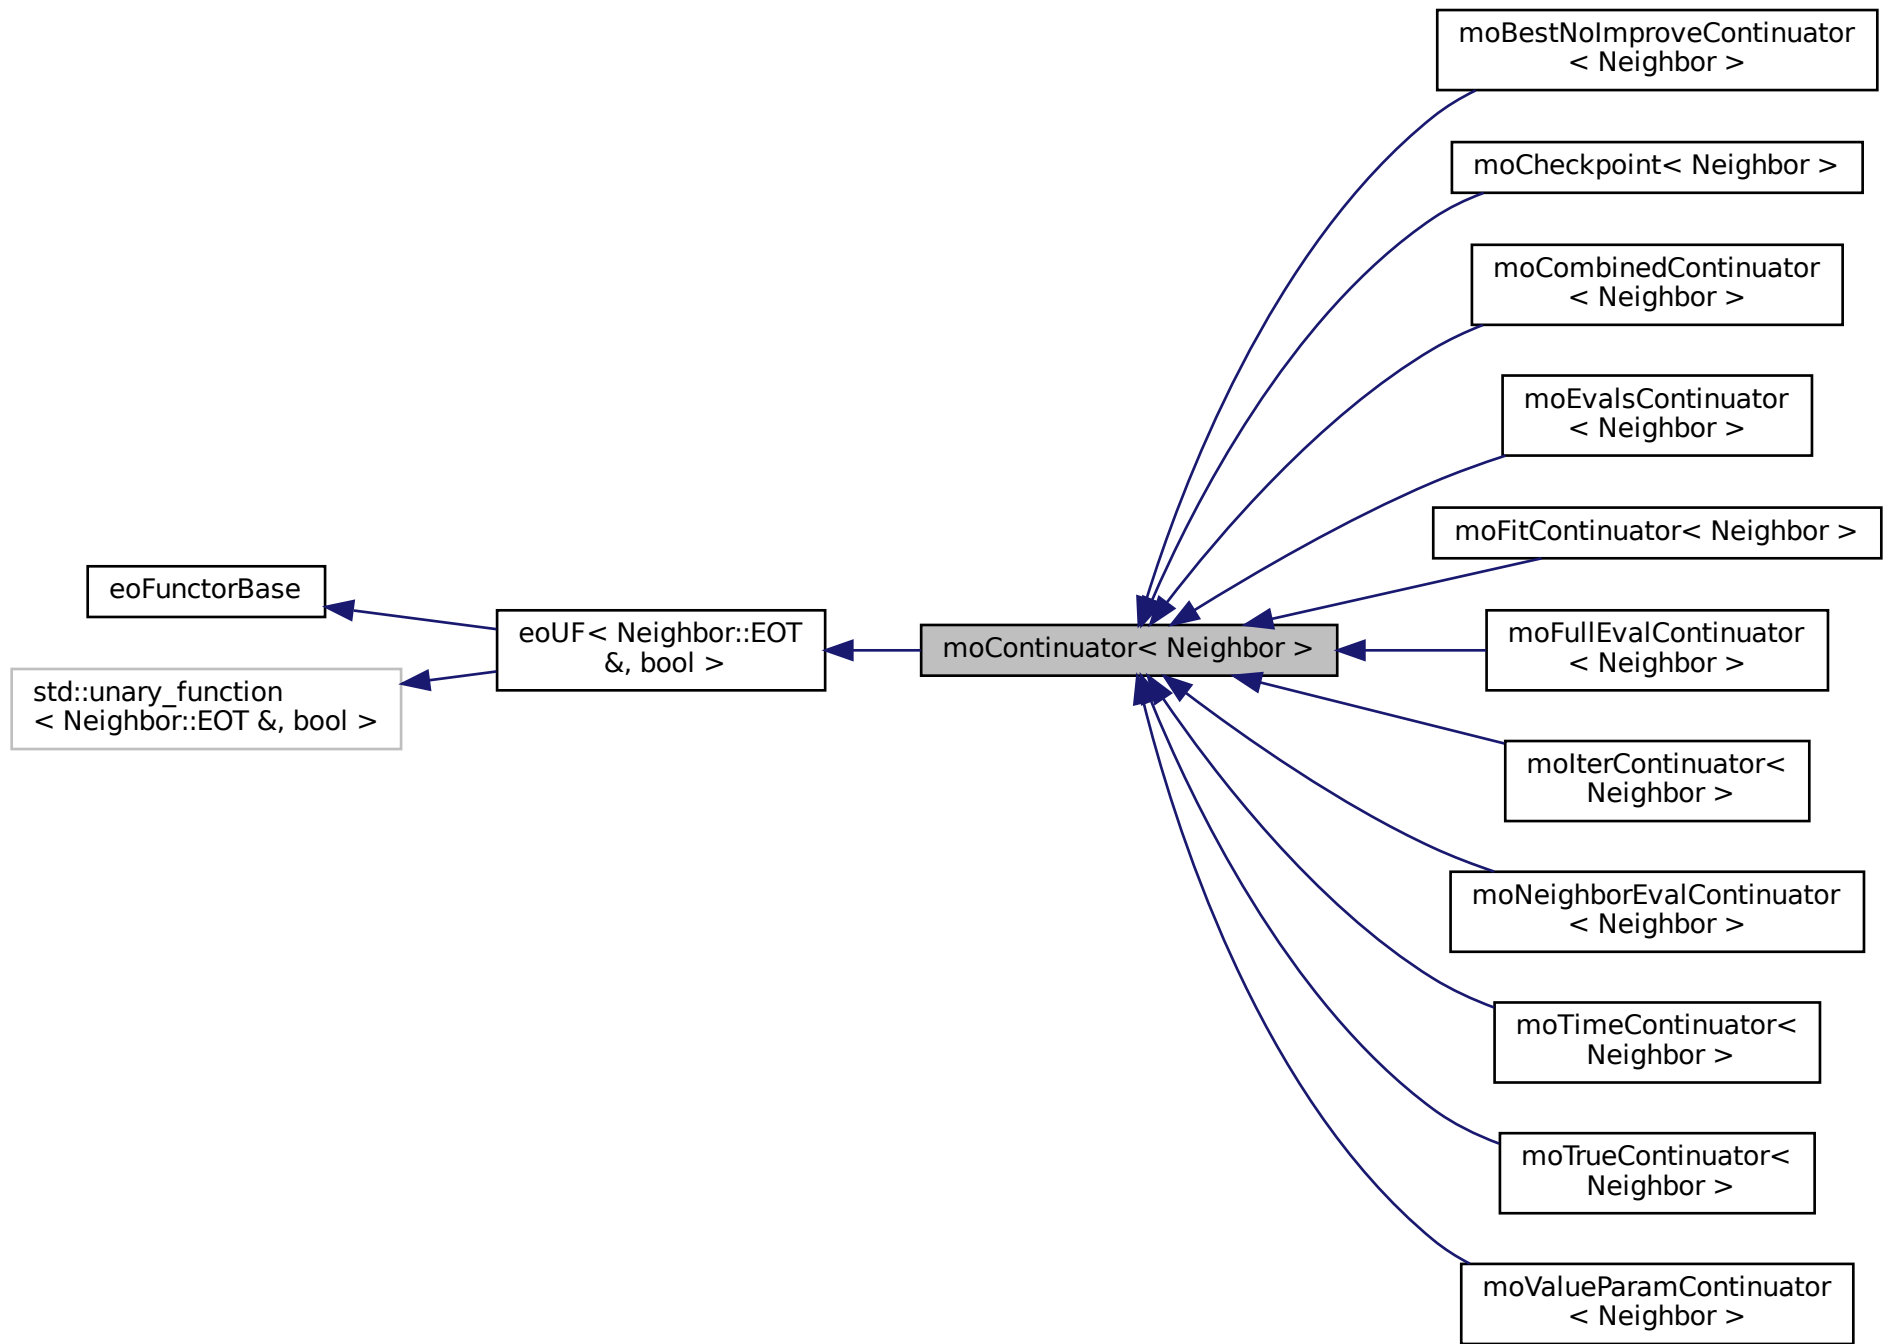 eoFunctorBase
std::unary_function
< Neighbor::EOT &, bool >
eoUF< Neighbor::EOT
&, bool >
moContinuator< Neighbor >
moBestNoImproveContinuator
< Neighbor >
moCheckpoint< Neighbor >
moCombinedContinuator
< Neighbor >
moEvalsContinuator
< Neighbor >
moFitContinuator< Neighbor >
moFullEvalContinuator
< Neighbor >
moIterContinuator<
Neighbor >
moNeighborEvalContinuator
< Neighbor >
moTimeContinuator<
Neighbor >
moTrueContinuator<
Neighbor >
moValueParamContinuator
< Neighbor >